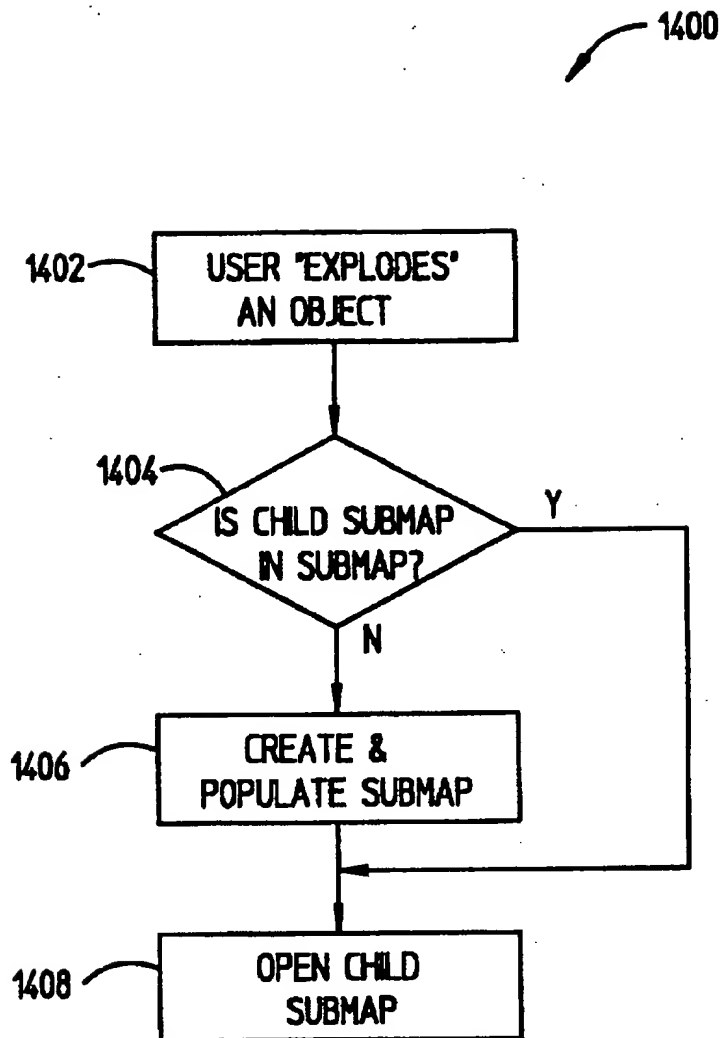 1400
1402
USER "EXPLODES"
AN OBJECT
1404
IS CHILD SUBMAP
IN SUBMAP?
Y
N
1406
CREATE &
POPULATE SUBMAP
1408
OPEN CHILD
SUBMAP